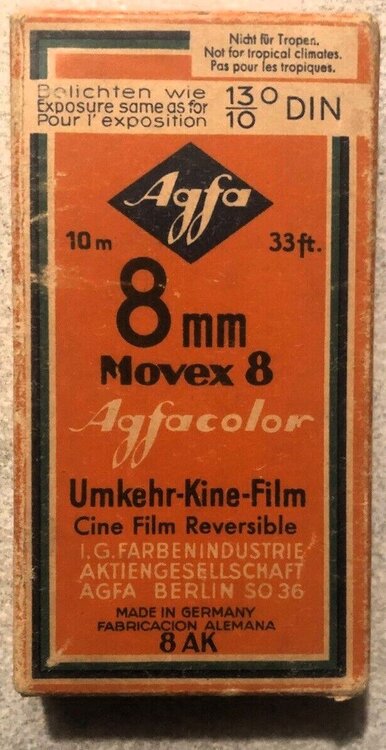 Nicht für Tropen.
Not for tropical climates.
Pas pour les tropiques.
Belichten wie
Exposure same as for
Pour l'exposition
13/10° DIN
Agfa
10 m
33 ft.
8 mm
Movex 8
Agfacolor
Umkehr-Kine-Film
Cine Film Reversible
I.G. FARBENINDUSTRIE
AKTIENGESELLSCHAFT
AGFA BERLIN SO 36
MADE IN GERMANY
FABRICACION ALEMANA
8 AK